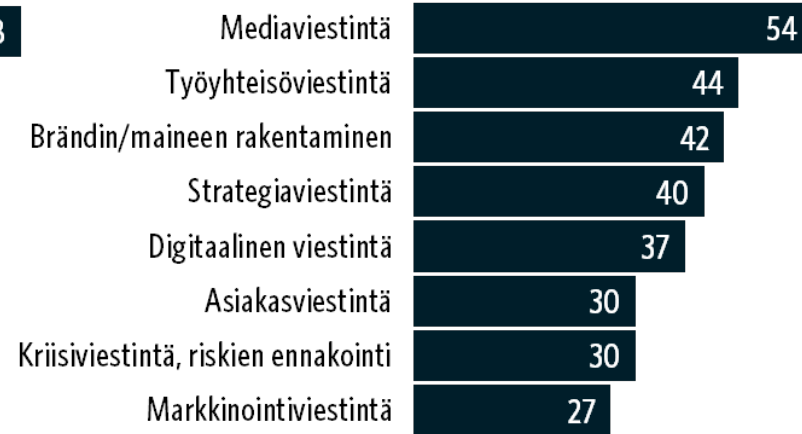 Mediaviestintä 54
Työyhteisöviestintä 44
Brändin/maineen rakentaminen 42
Strategiaviestintä 40
Digitaalinen viestintä 37
Asiakasviestintä 30
Kriisiviestintä, riskien ennakointi 30
Markkinointiviestintä 27